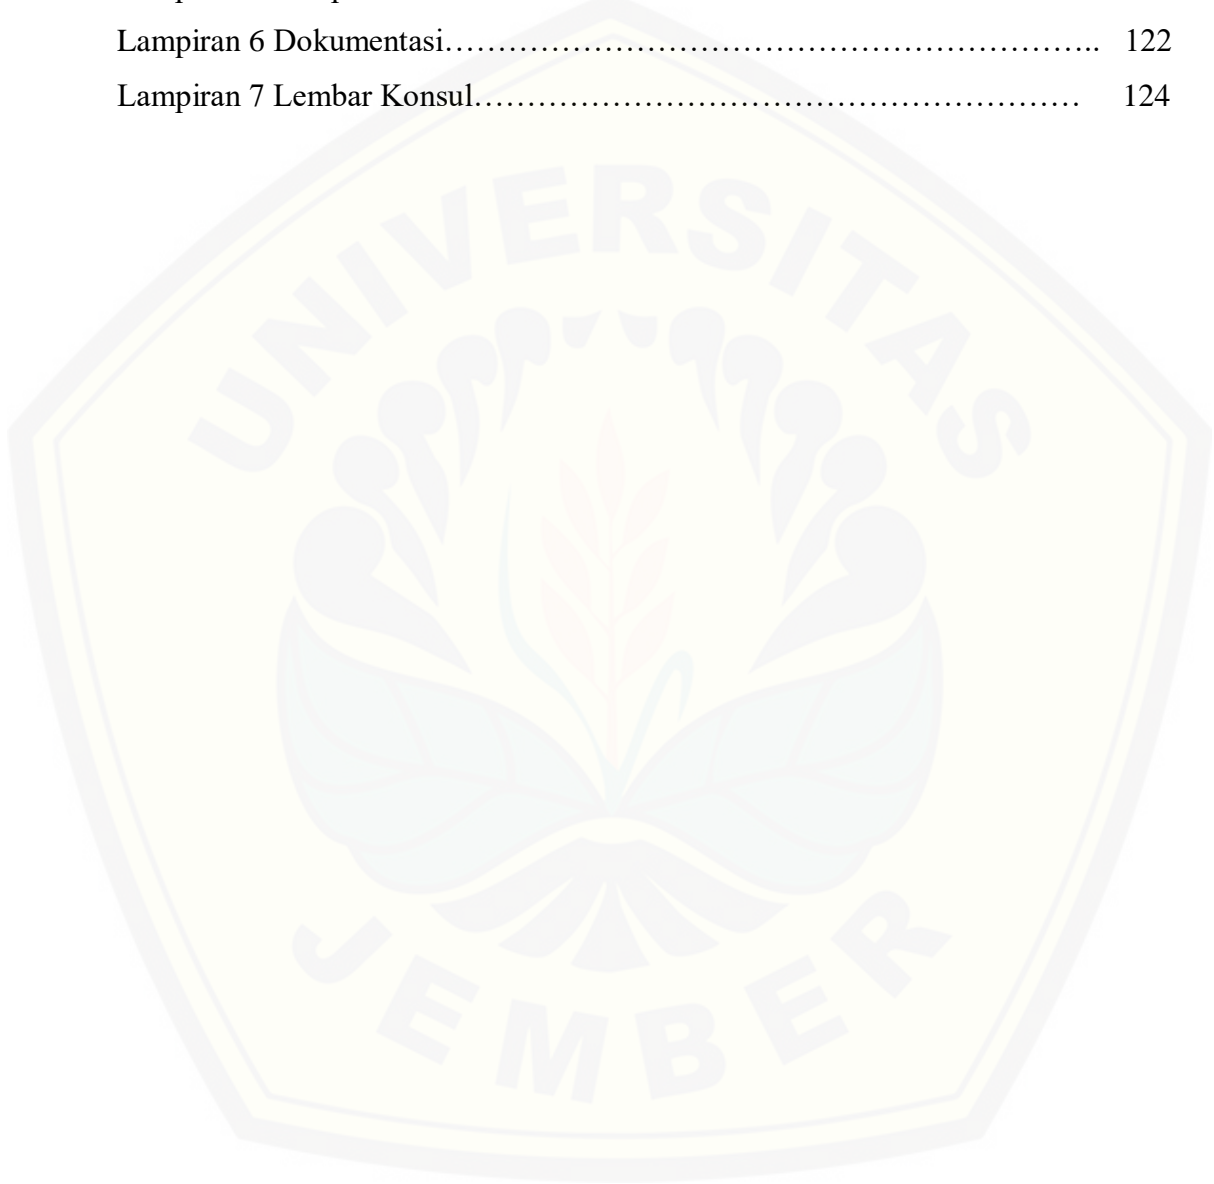 Lampiran 6 Dokumentasi…………………………………………………….. 122
Lampiran 7 Lembar Konsul………………………………………………… 124
UNIVERSITAS
JEMBER